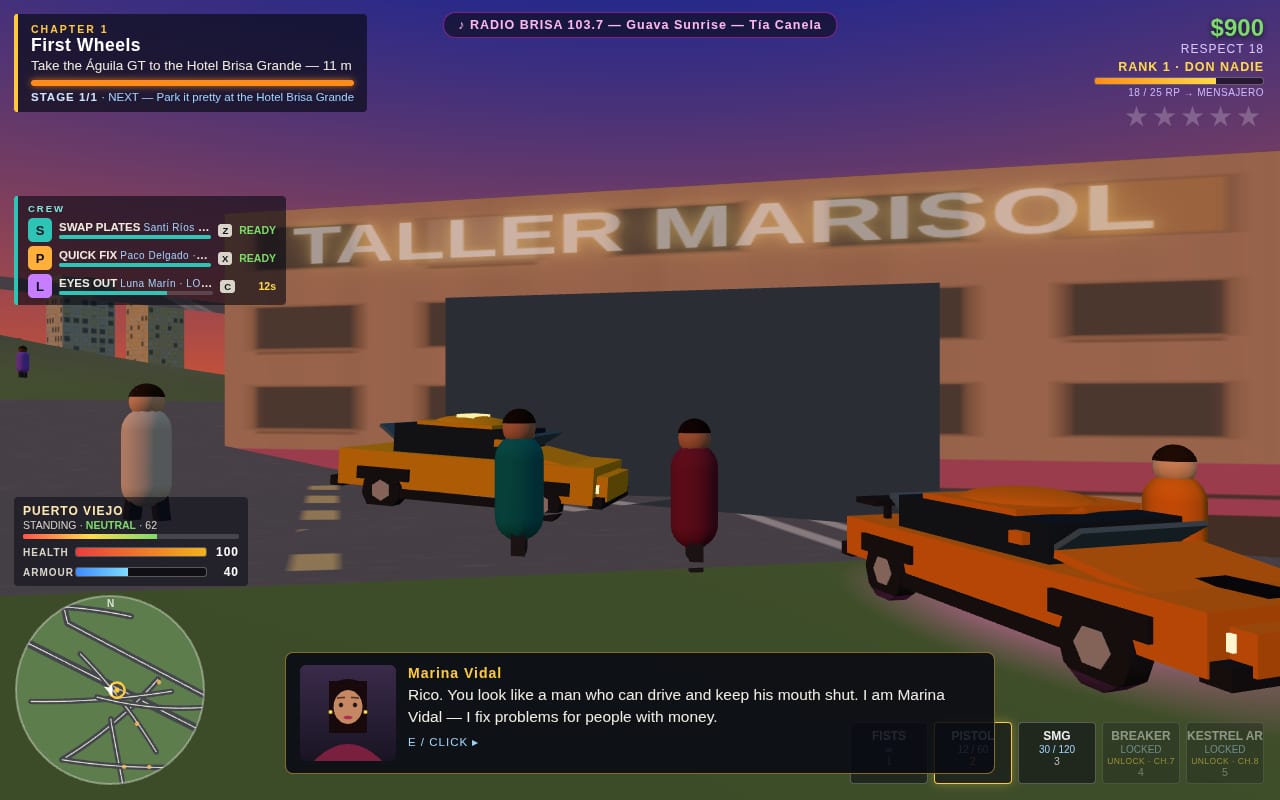 CHAPTER 1
First Wheels
Take the Águila GT to the Hotel Brisa Grande — 11 m
STAGE 1/1 · NEXT — Park it pretty at the Hotel Brisa Grande
♪ RADIO BRISA 103.7 — Guava Sunrise — Tía Canela
$900
RESPECT 18
RANK 1 · DON NADIE
18 / 25 RP → MENSAJERO
★★★★★
CREW
S SWAP PLATES Santi Ríos ... Z READY
P QUICK FIX Paco Delgado ·... X READY
L EYES OUT Luna Marín · LO... C 12s
TALLER MARISOL
PUERTO VIEJO
STANDING · NEUTRAL · 62
HEALTH 100
ARMOUR 40
N
Marina Vidal
Rico. You look like a man who can drive and keep his mouth shut. I am Marina
Vidal — I fix problems for people with money.
E / CLICK ▸
FISTS
∞
1
PISTOL
12 / 60
2
SMG
30 / 120
3
BREAKER
LOCKED
UNLOCK · CH.7
4
KESTREL AR
LOCKED
UNLOCK · CH.8
5